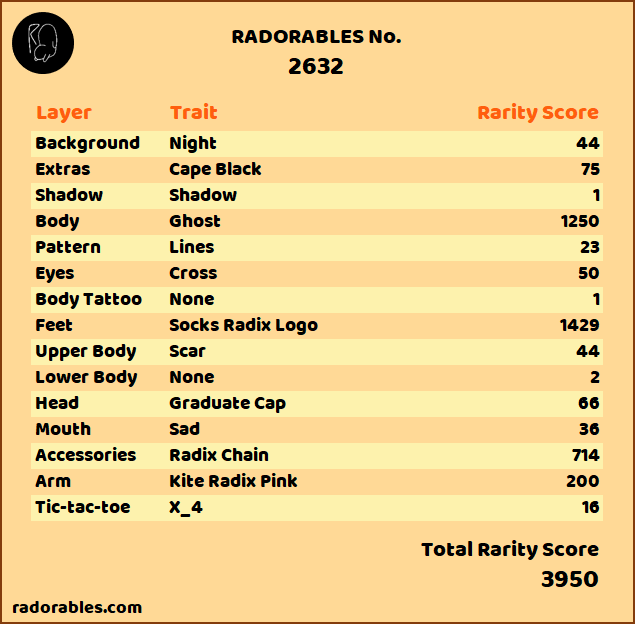 RADORABLES No.
2632
Layer Trait Rarity Score
Background Night 44
Extras Cape Black 75
Shadow Shadow 1
Body Ghost 1250
Pattern Lines 23
Eyes Cross 50
Body Tattoo None 1
Feet Socks Radix Logo 1429
Upper Body Scar 44
Lower Body None 2
Head Graduate Cap 66
Mouth Sad 36
Accessories Radix Chain 714
Arm Kite Radix Pink 200
Tic-tac-toe X_4 16
Total Rarity Score
3950
radorables.com